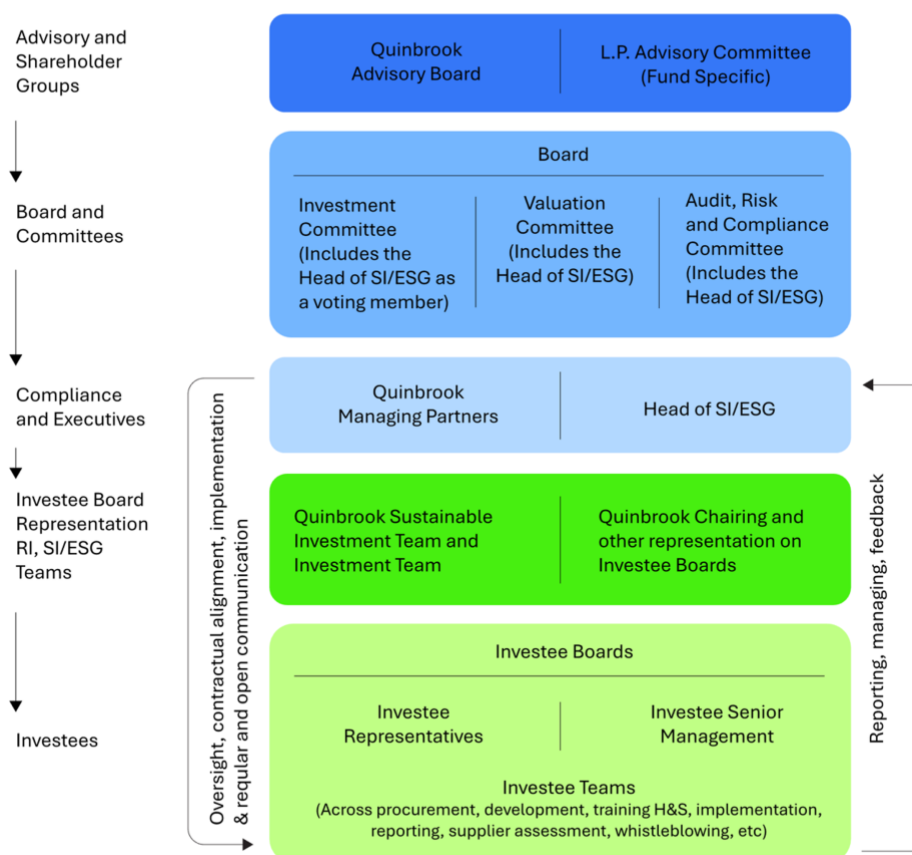 Advisory and
Shareholder
Groups
Quinbrook
Advisory Board
L.P. Advisory Committee
(Fund Specific)
Board and
Committees
Board
Investment
Committee
(Includes the
Head of SI/ESG as
a voting member)
Valuation
Committee
(Includes the
Head of SI/ESG)
Audit, Risk
and Compliance
Committee
(Includes the
Head of SI/ESG)
Compliance
and Executives
Quinbrook
Managing Partners
Head of SI/ESG
Investee Board
Representation
RI, SI/ESG
Teams
Quinbrook Sustainable
Investment Team and
Investment Team
Quinbrook Chairing and
other representation on
Investee Boards
Investees
Investee Boards
Investee
Representatives
Investee Senior
Management
Investee Teams
(Across procurement, development, training H&S, implementation,
reporting, supplier assessment, whistleblowing, etc)
Oversight, contractual alignment, implementation
& reqular and open communication
Reporting, managing, feedback